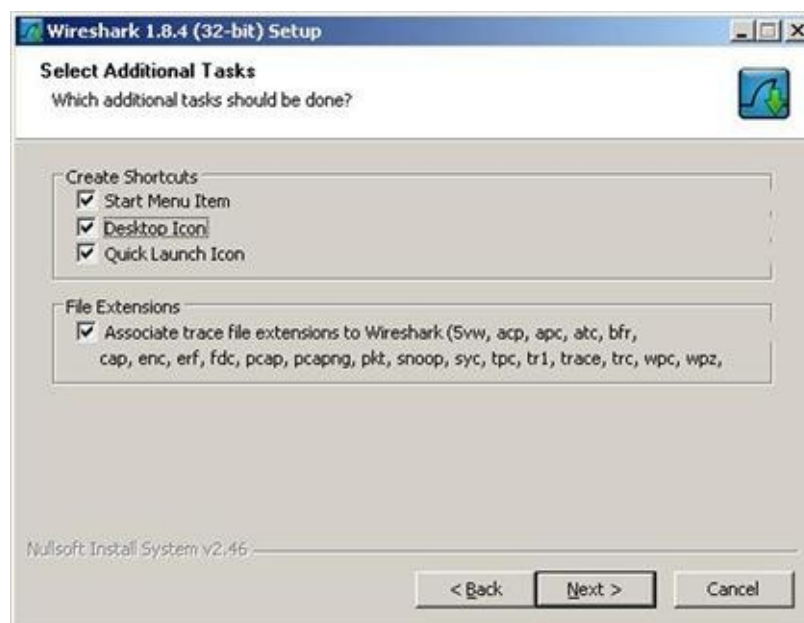 Wireshark 1.8.4 (32-bit) Setup
Select Additional Tasks
Which additional tasks should be done?
Create Shortcuts
Start Menu Item
Desktop Icon
Quick Launch Icon
File Extensions
Associate trace file extensions to Wireshark (5vw, acp, apc, atc, bfr,
cap, enc, erf, fdc, pcap, pcapng, pkt, snoop, syc, tpc, tr1, trace, trc, wpc, wpz,
Nullsoft Install System v2.46
< Back Next > Cancel